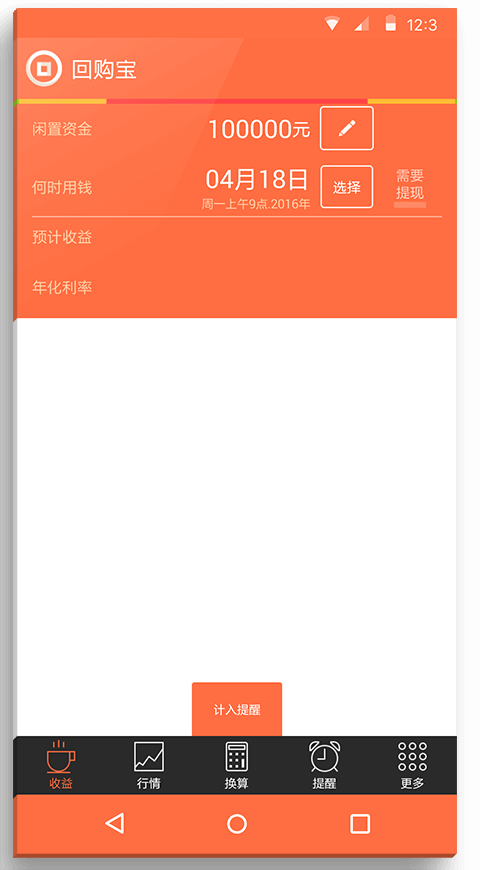 12:3
回购宝
闲置资金 100000元
何时用钱 04月18日 选择 需要
提现
周一上午9点.2016年
预计收益
年化利率
计入提醒
收益 行情 换算 提醒 更多